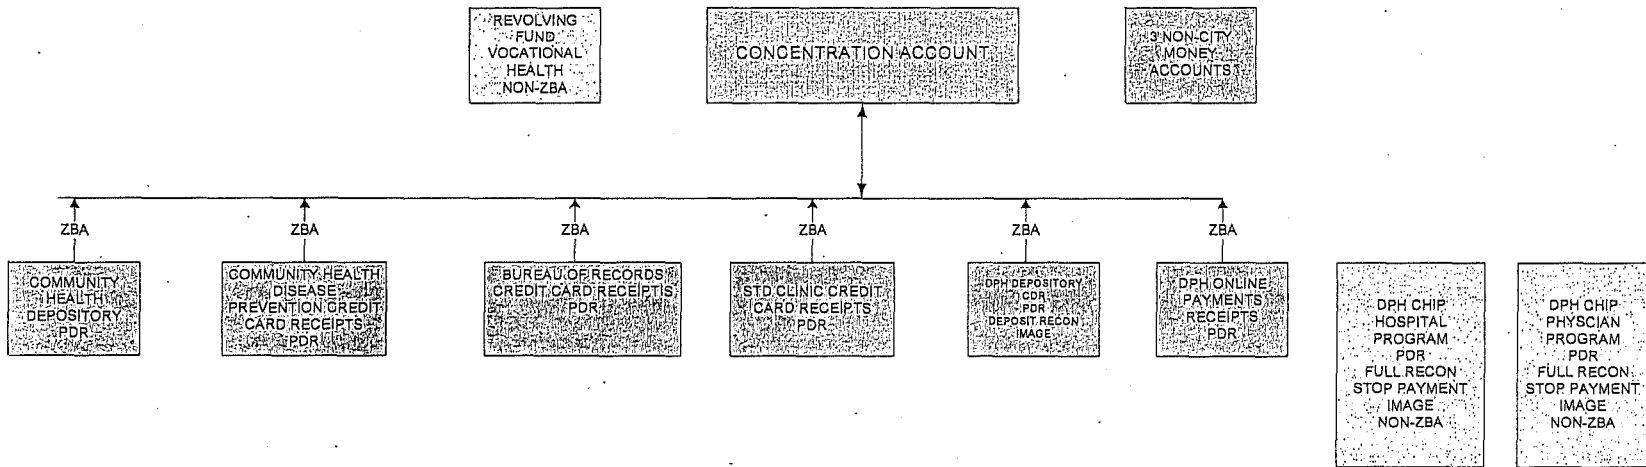 REVOLVING
FUND
VOCATIONAL
HEALTH
NON-ZBA
CONCENTRATION ACCOUNT
3 NON-CITY
MONEY
ACCOUNTS
ZBA
ZBA
ZBA
ZBA
ZBA
ZBA
COMMUNITY
HEALTH
DEPOSITORY
PDR
COMMUNITY HEALTH
DISEASE
PREVENTION CREDIT
CARD RECEIPTS
PDR
BUREAU OF RECORDS
CREDIT CARD RECEIPTS
PDR
STD CLINIC CREDIT
CARD RECEIPTS
PDR
DPH DEPOSITORY
CDR
PDR
DEPOSIT RECON
IMAGE
DPH ONLINE
PAYMENTS
RECEIPTS
PDR
DPH CHIP
HOSPITAL
PROGRAM
PDR
FULL RECON
STOP PAYMENT
IMAGE
NON-ZBA
DPH CHIP
PHYSCIAN
PROGRAM
PDR
FULL RECON
STOP PAYMENT
IMAGE
NON-ZBA